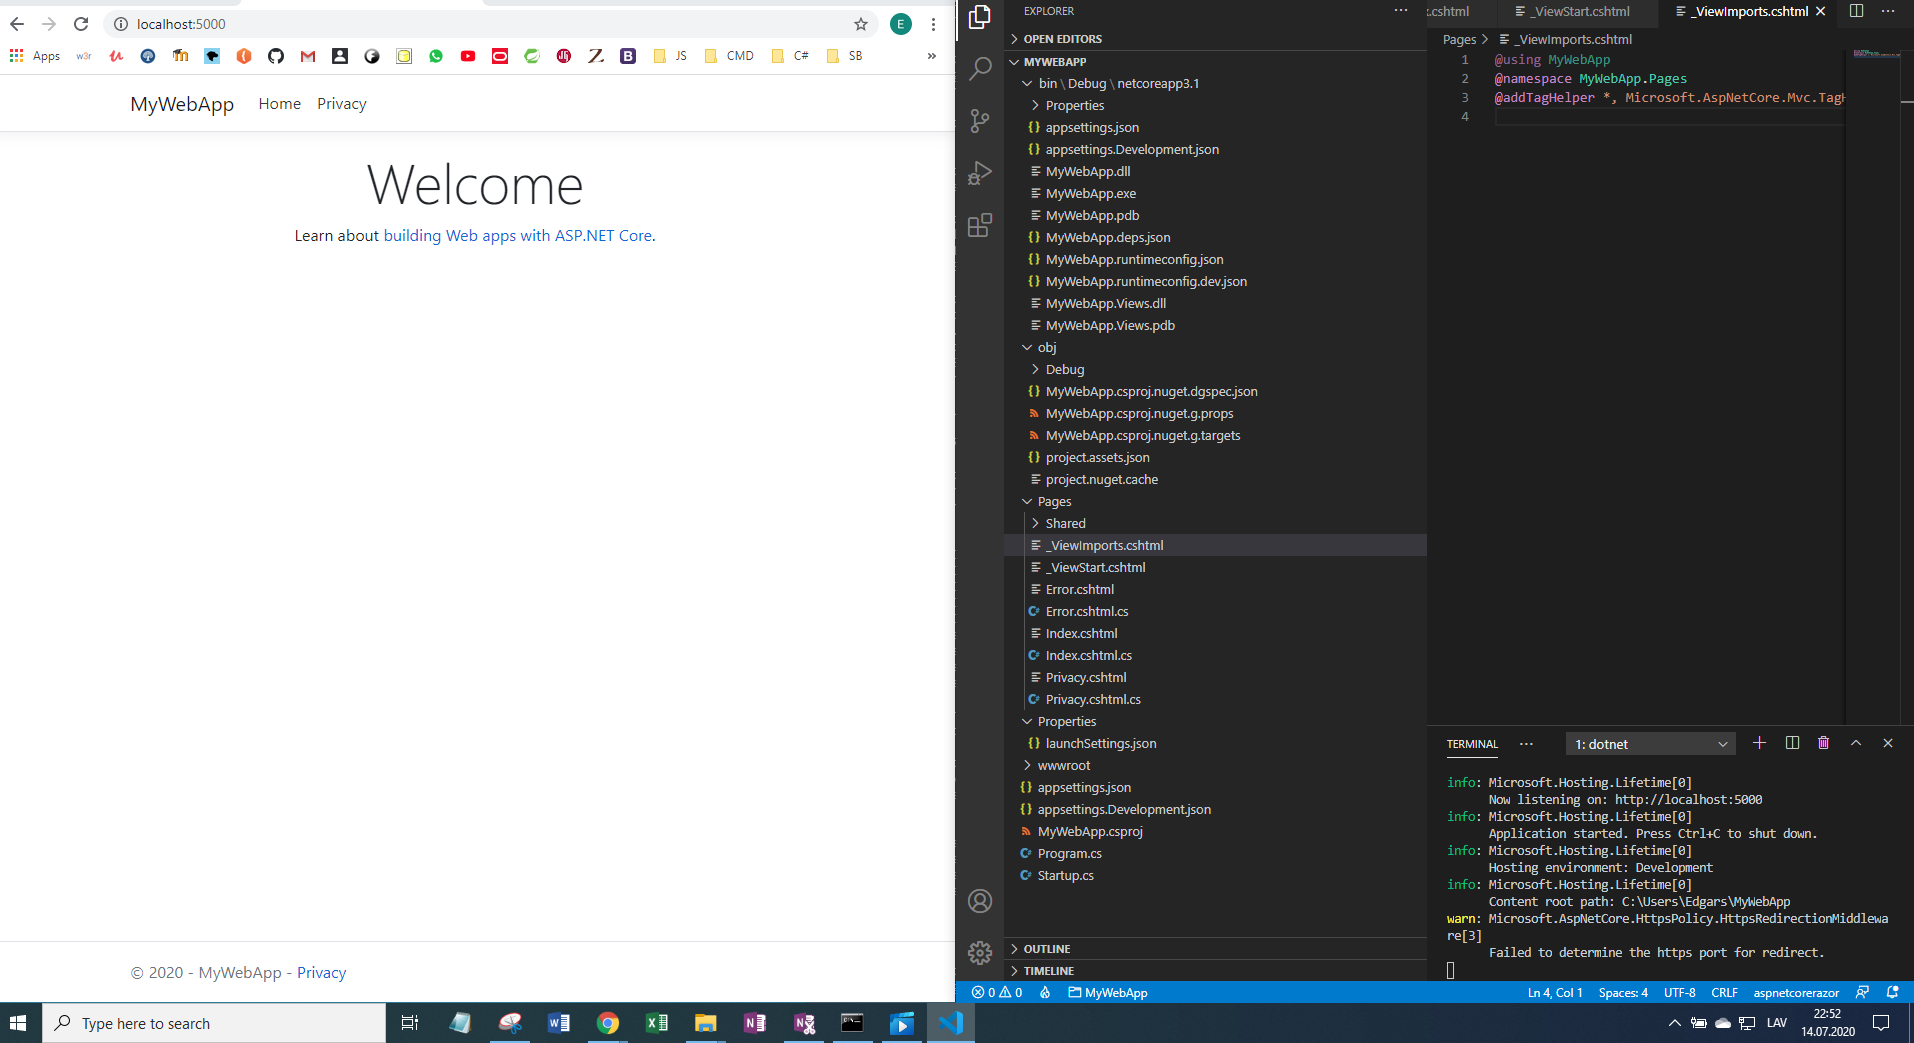 localhost:5000
E
Apps
w3r
JS
CMD
C#
SB
»
MyWebApp
Home
Privacy
Welcome
Learn about building Web apps with ASP.NET Core.
© 2020 - MyWebApp - Privacy
EXPLORER
OPEN EDITORS
MYWEBAPP
bin \ Debug \ netcoreapp3.1
Properties
appsettings.json
appsettings.Development.json
MyWebApp.dll
MyWebApp.exe
MyWebApp.pdb
MyWebApp.deps.json
MyWebApp.runtimeconfig.json
MyWebApp.runtimeconfig.dev.json
MyWebApp.Views.dll
MyWebApp.Views.pdb
obj
Debug
MyWebApp.csproj.nuget.dgspec.json
MyWebApp.csproj.nuget.g.props
MyWebApp.csproj.nuget.g.targets
project.assets.json
project.nuget.cache
Pages
Shared
_ViewImports.cshtml
_ViewStart.cshtml
Error.cshtml
Error.cshtml.cs
Index.cshtml
Index.cshtml.cs
Privacy.cshtml
Privacy.cshtml.cs
Properties
launchSettings.json
wwwroot
appsettings.json
appsettings.Development.json
MyWebApp.csproj
Program.cs
Startup.cs
OUTLINE
TIMELINE
.cshtml
_ViewStart.cshtml
_ViewImports.cshtml
Pages > _ViewImports.cshtml
1 @using MyWebApp
2 @namespace MyWebApp.Pages
3 @addTagHelper *, Microsoft.AspNetCore.Mvc.TagH
4
TERMINAL
1: dotnet
info: Microsoft.Hosting.Lifetime[0]
Now listening on: http://localhost:5000
info: Microsoft.Hosting.Lifetime[0]
Application started. Press Ctrl+C to shut down.
info: Microsoft.Hosting.Lifetime[0]
Hosting environment: Development
info: Microsoft.Hosting.Lifetime[0]
Content root path: C:\Users\Edgars\MyWebApp
warn: Microsoft.AspNetCore.HttpsPolicy.HttpsRedirectionMiddlewa
re[3]
Failed to determine the https port for redirect.
0 0
MyWebApp
Ln 4, Col 1
Spaces: 4
UTF-8
CRLF
aspnetcorerazor
Type here to search
LAV
22:52
14.07.2020